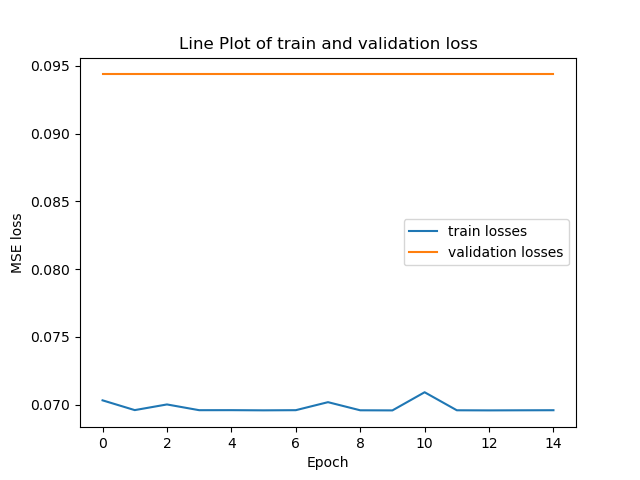 Line Plot of train and validation loss
0.095
0.090
0.085
0.080
0.075
0.070
MSE loss
train losses
validation losses
0 2 4 6 8 10 12 14
Epoch